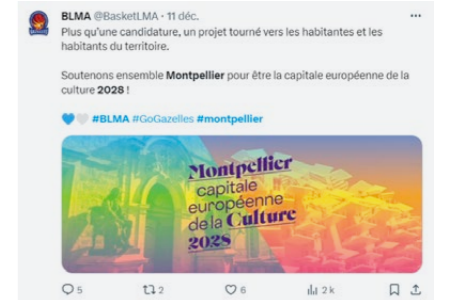 BLMA @BasketLMA · 11 déc.
Plus qu'une candidature, un projet tourné vers les habitantes et les
habitants du territoire.
Soutenons ensemble Montpellier pour être la capitale européenne de la
culture 2028 !
#BLMA #GoGazelles #montpellier
Montpellier
capitale
européenne
de la Culture
2028
5 2 6 2 k